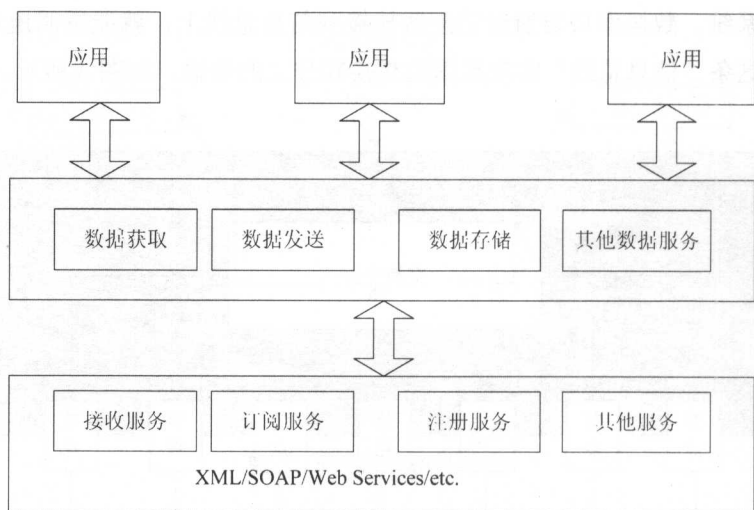 应用
应用
应用
数据获取
数据发送
数据存储
其他数据服务
接收服务
订阅服务
注册服务
其他服务
XML/SOAP/Web Services/etc.